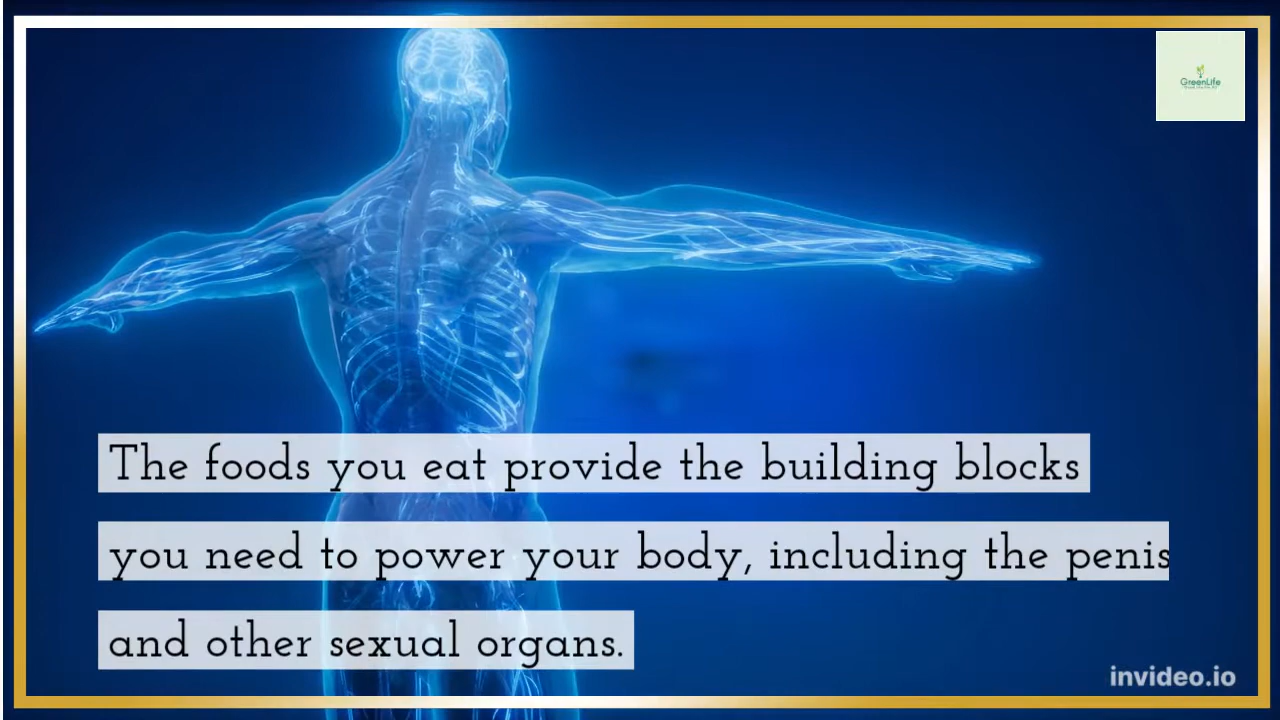 GreenLife
The foods you eat provide the building blocks
you need to power your body, including the penis
and other sexual organs.
invideo.io